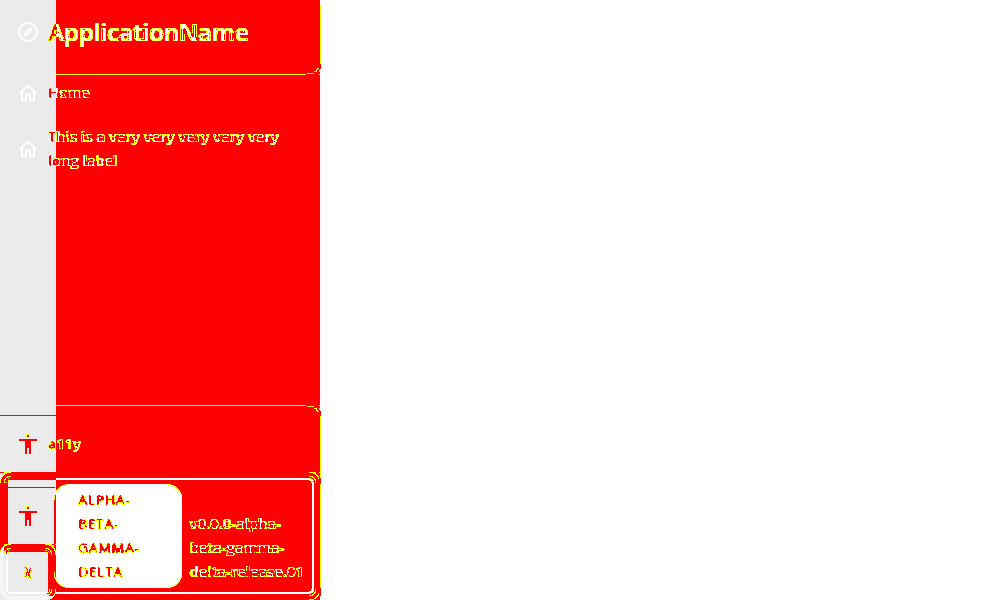 ApplicationName
Home
This is a very very very very very
long label
a11y
ALPHA-
BETA-
GAMMA-
DELTA
v0.0.0-alpha-
beta-gamma-
delta-release.01